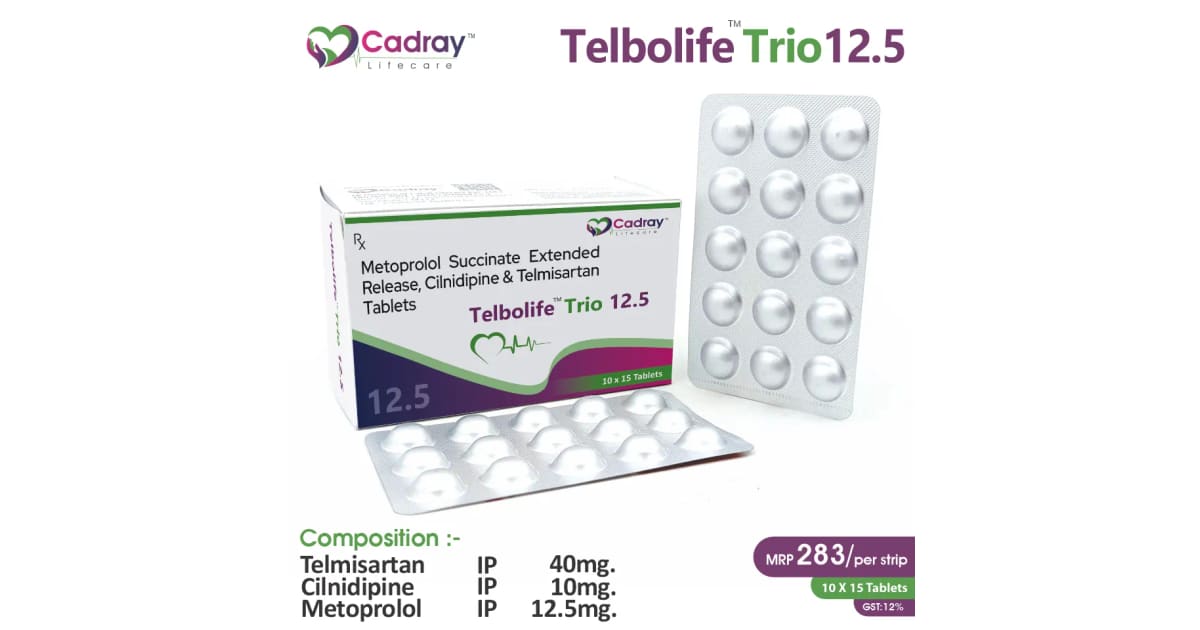 Cadray™
Lifecare
Telbolife™ Trio 12.5
Cadray™
Lifecare
Rx
Metoprolol Succinate Extended
Release, Cilnidipine & Telmisartan
Tablets
Telbolife™ Trio 12.5
10 x 15 Tablets
12.5
Telbolife™ Trio 12.5
Composition :-
Telmisartan IP 40mg.
Cilnidipine IP 10mg.
Metoprolol IP 12.5mg.
MRP 283/per strip
10 X 15 Tablets
GST:12%